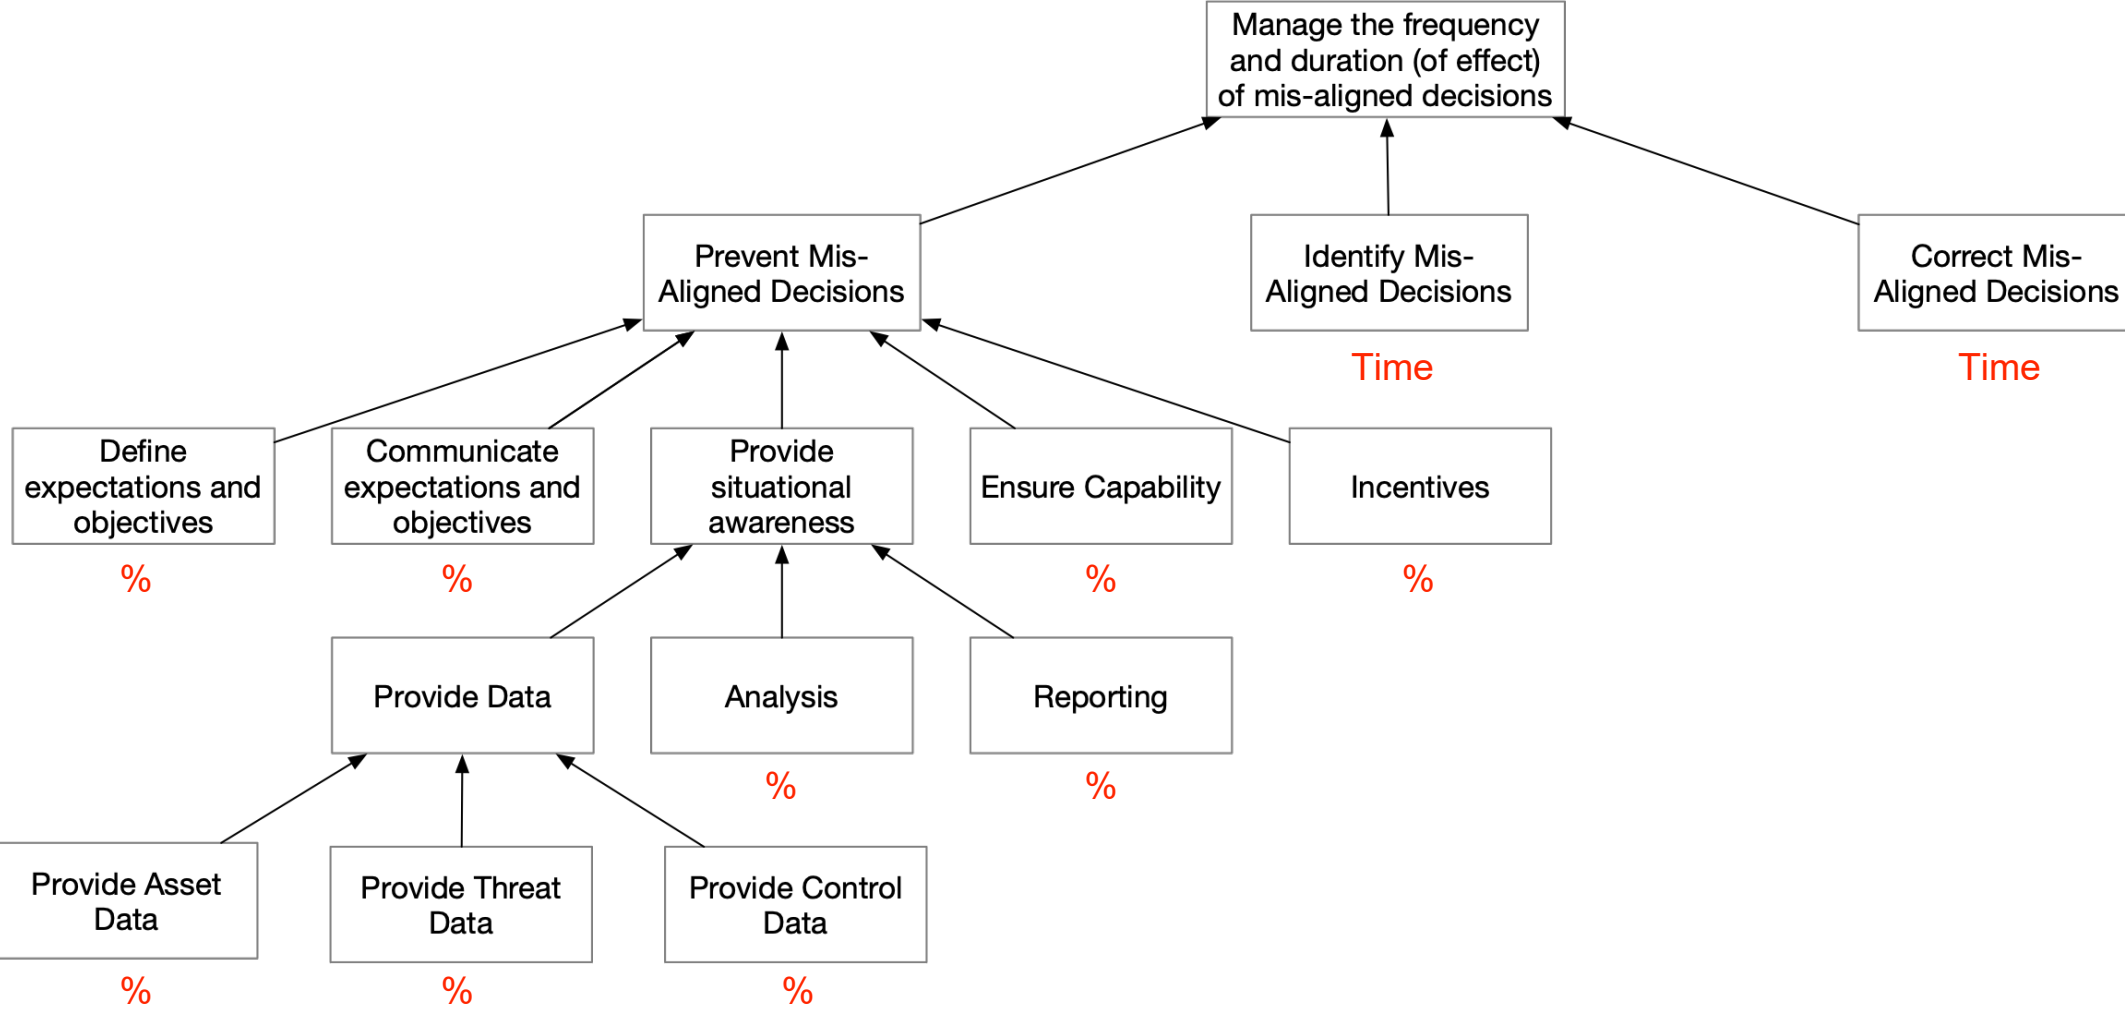 Manage the frequency
and duration (of effect)
of mis-aligned decisions
Prevent Mis-
Aligned Decisions
Identify Mis-
Aligned Decisions
Correct Mis-
Aligned Decisions
Time
Time
Define
expectations and
objectives
Communicate
expectations and
objectives
Provide
situational
awareness
Ensure Capability
Incentives
%
%
%
%
Provide Data
Analysis
Reporting
%
%
Provide Asset
Data
Provide Threat
Data
Provide Control
Data
%
%
%